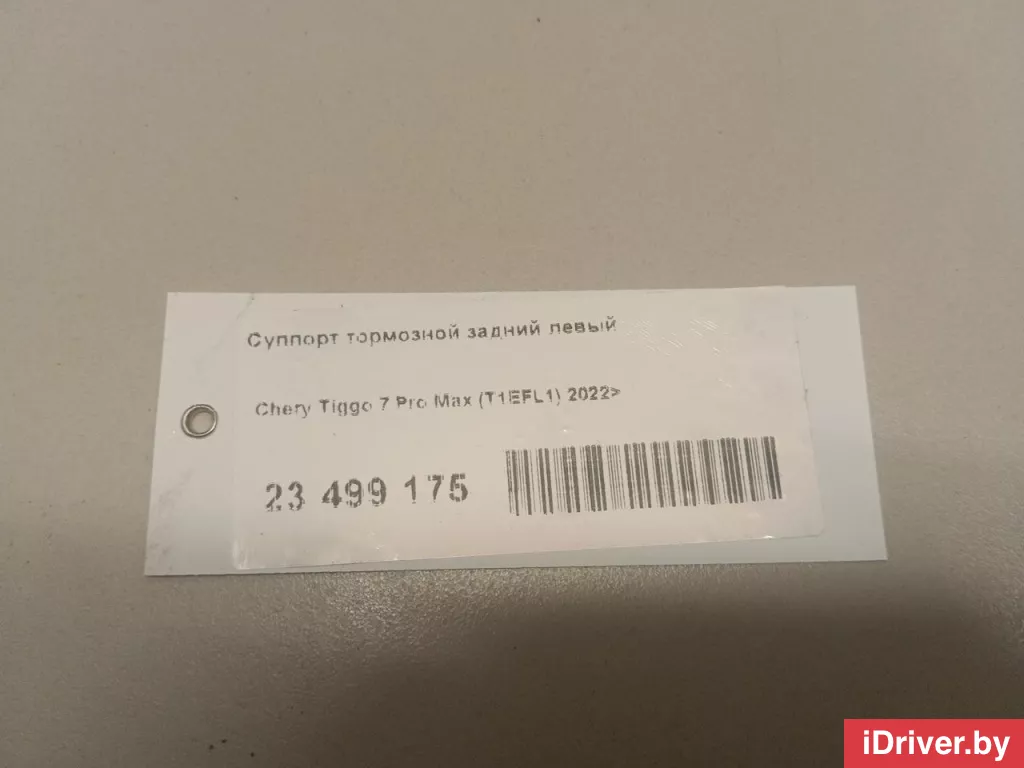 Суппорт тормозной задний левый
Chery Tiggo 7 Pro Max (T1EFL1) 2022>
23 499 175
iDriver.by